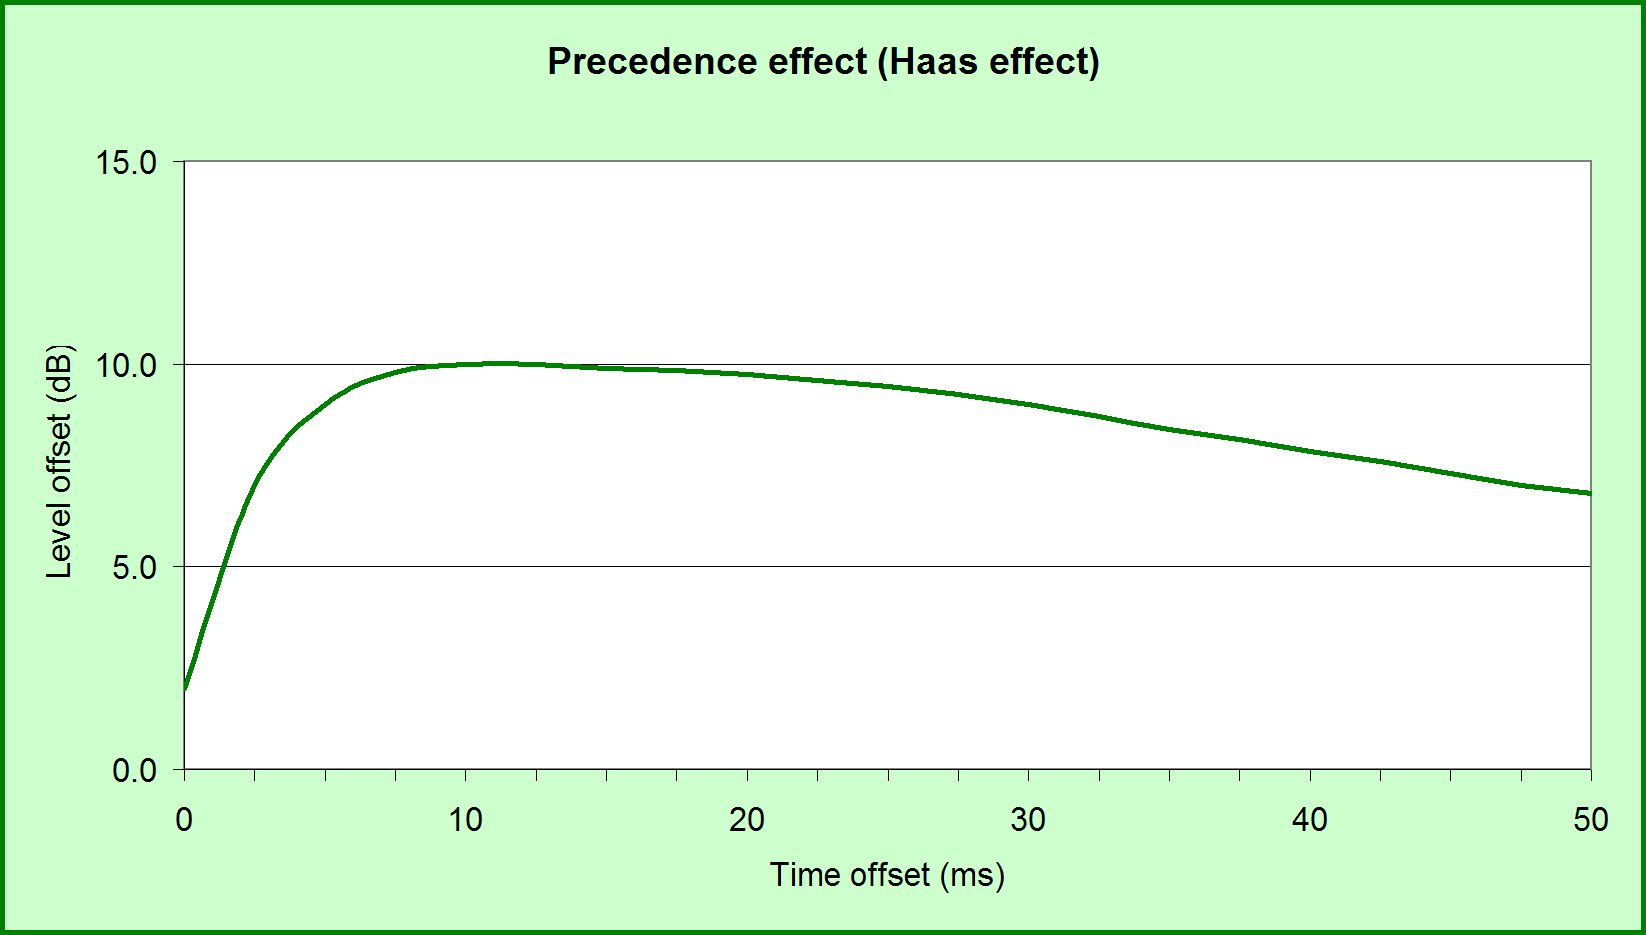 Precedence effect (Haas effect)
15.0
10.0
5.0
0.0
Level offset (dB)
0 10 20 30 40 50
Time offset (ms)